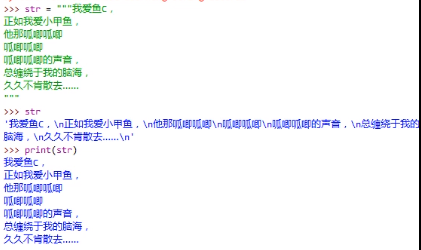 >>> str = """我爱鱼C，
正如我爱小甲鱼，
他那呱唧呱唧
呱唧呱唧
呱唧呱唧的声音，
总缠绕于我的脑海，
久久不肯散去......
"""
>>> str
'我爱鱼C，\n正如我爱小甲鱼，\n他那呱唧呱唧\n呱唧呱唧\n呱唧呱唧的声音，\n总缠绕于我的
脑海，\n久久不肯散去......\n'
>>> print(str)
我爱鱼C，
正如我爱小甲鱼，
他那呱唧呱唧
呱唧呱唧
呱唧呱唧的声音，
总缠绕于我的脑海，
久久不肯散去......